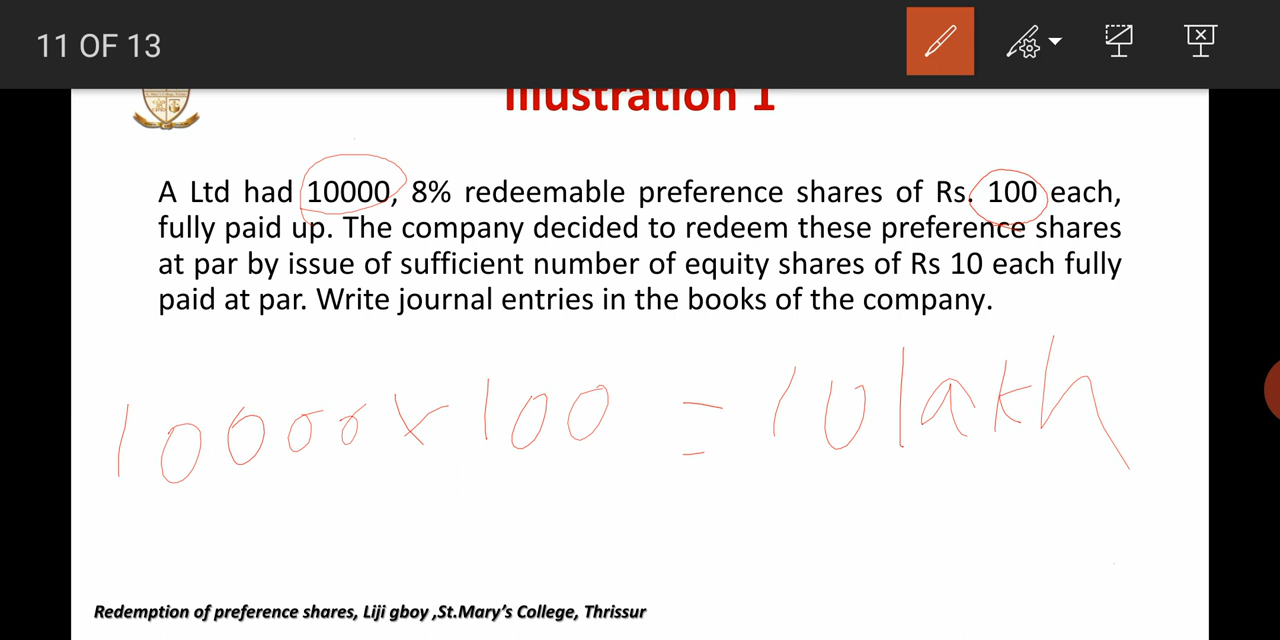 11 OF 13
Illustration 1
A Ltd had 10000, 8% redeemable preference shares of Rs. 100 each,
fully paid up. The company decided to redeem these preference shares
at par by issue of sufficient number of equity shares of Rs 10 each fully
paid at par. Write journal entries in the books of the company.
10000 x 100 = 10 lakh
Redemption of preference shares, Liji gboy ,St.Mary's College, Thrissur